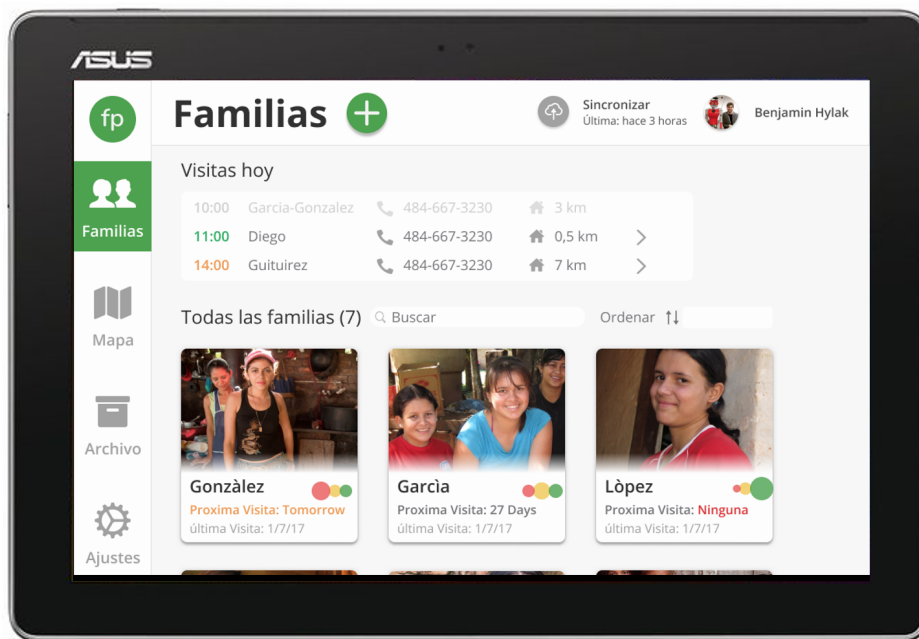 ASUS
fp
Familias
Sincronizar
Última: hace 3 horas
Benjamin Hylak
Familias
Mapa
Archivo
Ajustes
Visitas hoy
10:00 Garcia-Gonzalez 484-667-3230 3 km
11:00 Diego 484-667-3230 0,5 km
14:00 Guituirez 484-667-3230 7 km
Todas las familias (7)
Buscar
Ordenar
Gonzàlez
Proxima Visita: Tomorrow
última Visita: 1/7/17
Garcìa
Proxima Visita: 27 Days
última Visita: 1/7/17
Lòpez
Proxima Visita: Ninguna
última Visita: 1/7/17